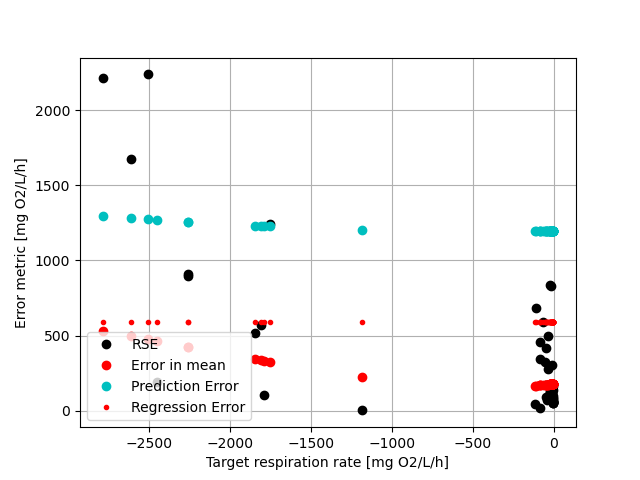 2000
1500
1000
500
0
Error metric [mg O2/L/h]
RSE
Error in mean
Prediction Error
Regression Error
−2500 −2000 −1500 −1000 −500 0
Target respiration rate [mg O2/L/h]